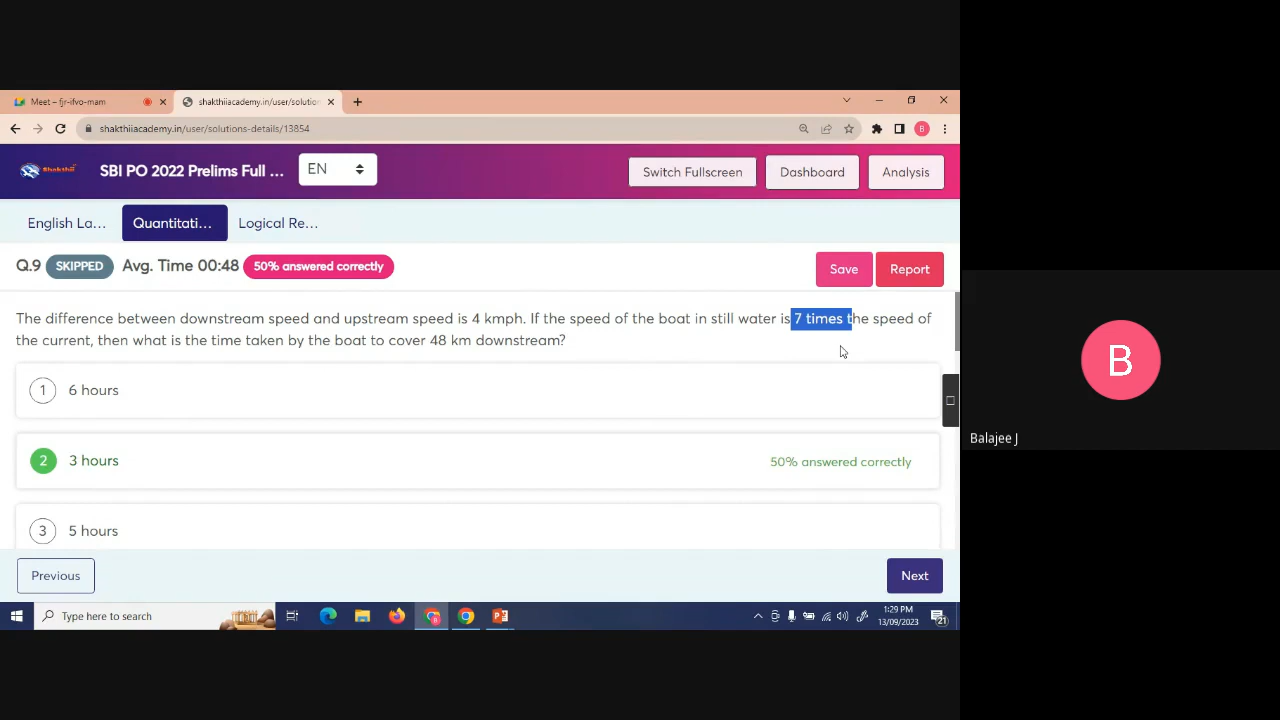 Meet – fjr-ifvo-mam
shakthiiacademy.in/user/solution
shakthiiacademy.in/user/solutions-details/13854
B
Shakthii
SBI PO 2022 Prelims Full ...
EN
Switch Fullscreen
Dashboard
Analysis
English La...
Quantitati...
Logical Re...
Q.9
SKIPPED
Avg. Time 00:48
50% answered correctly
Save
Report
The difference between downstream speed and upstream speed is 4 kmph. If the speed of the boat in still water is 7 times the speed of
the current, then what is the time taken by the boat to cover 48 km downstream?
1 6 hours
2 3 hours
50% answered correctly
3 5 hours
Previous
Next
B
Balajee J
Type here to search
1:29 PM
13/09/2023
21